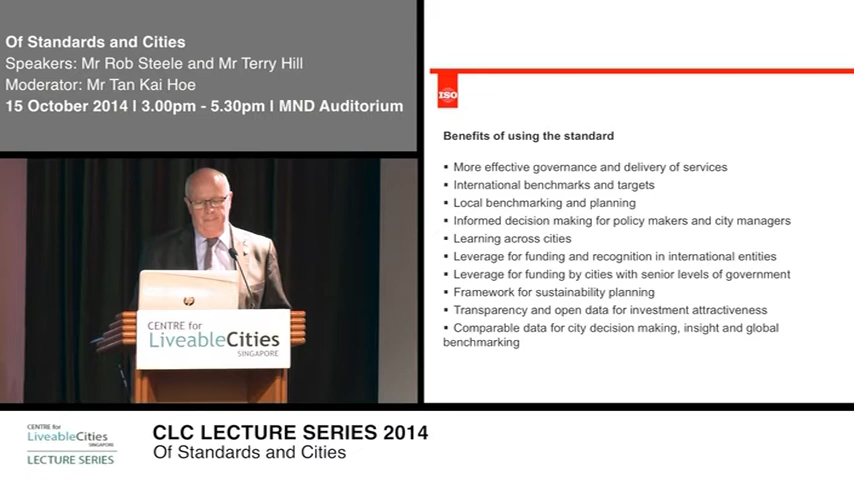 Of Standards and Cities
Speakers: Mr Rob Steele and Mr Terry Hill
Moderator: Mr Tan Kai Hoe
15 October 2014 | 3.00pm - 5.30pm | MND Auditorium
ISO
Benefits of using the standard
▪ More effective governance and delivery of services
▪ International benchmarks and targets
▪ Local benchmarking and planning
▪ Informed decision making for policy makers and city managers
▪ Learning across cities
▪ Leverage for funding and recognition in international entities
▪ Leverage for funding by cities with senior levels of government
▪ Framework for sustainability planning
▪ Transparency and open data for investment attractiveness
▪ Comparable data for city decision making, insight and global
benchmarking
hp
CENTRE for
LiveableCities
SINGAPORE
CENTRE for
LiveableCities
SINGAPORE
LECTURE SERIES
CLC LECTURE SERIES 2014
Of Standards and Cities